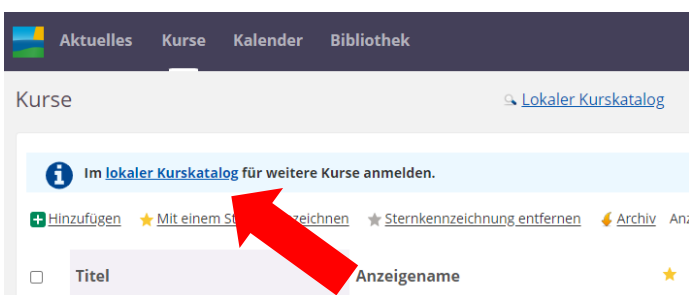 Aktuelles Kurse Kalender Bibliothek
Kurse Lokaler Kurskatalog
Im lokaler Kurskatalog für weitere Kurse anmelden.
Hinzufügen Mit einem St zeichnen Sternkennzeichnung entfernen Archiv Anz
Titel Anzeigename